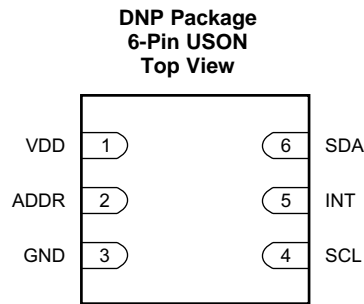 DNP Package
6-Pin USON
Top View
VDD 1 6 SDA
ADDR 2 5 INT
GND 3 4 SCL